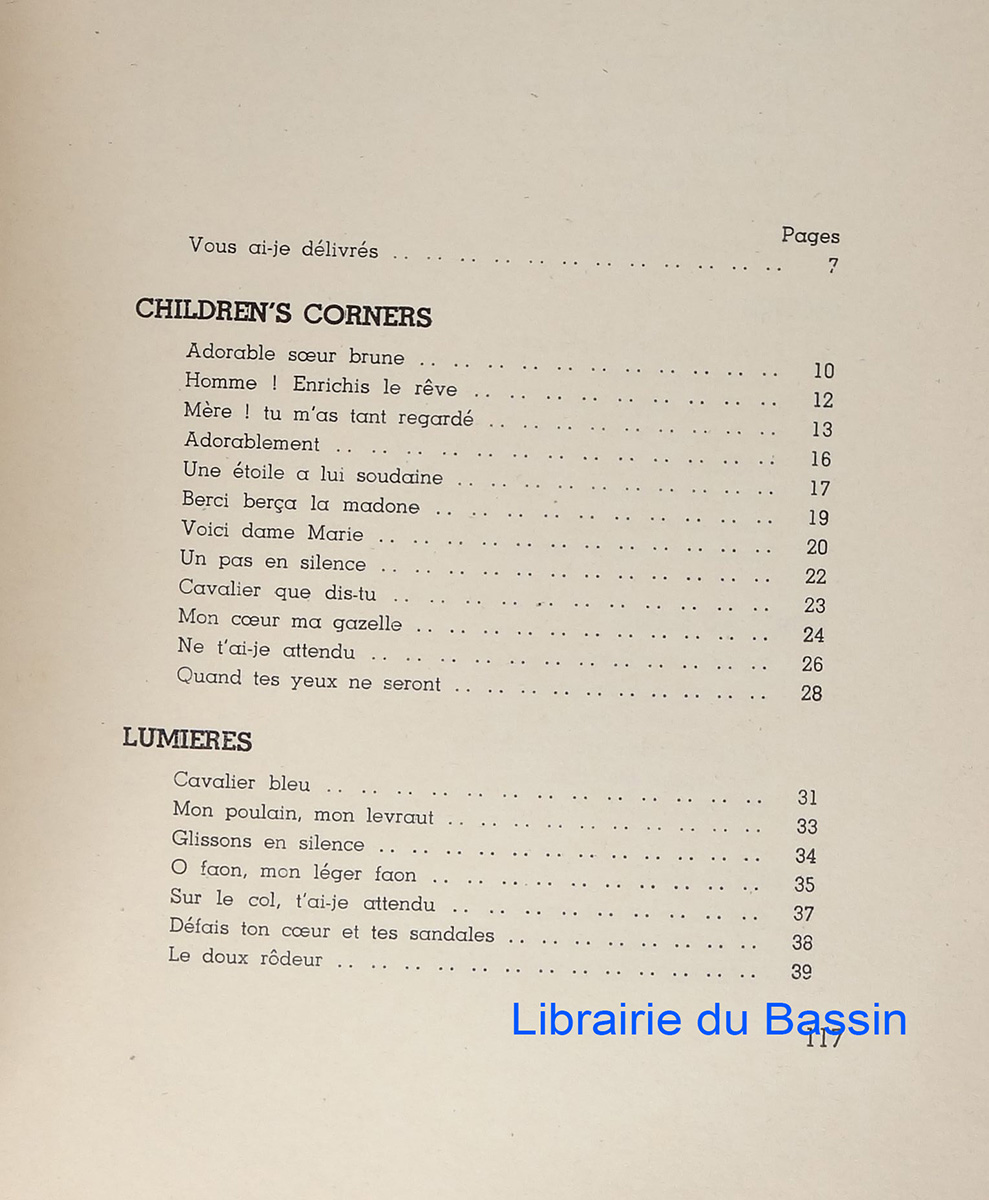 Pages
Vous ai-je délivrés .. .. .. .. .. .. .. .. .. .. .. .. 7
CHILDREN'S CORNERS
Adorable sœur brune .. .. .. .. .. .. .. .. .. .. .. 10
Homme ! Enrichis le rêve .. .. .. .. .. .. .. .. .. 12
Mère ! tu m'as tant regardé .. .. .. .. .. .. .. .. .. 13
Adorablement .. .. .. .. .. .. .. .. .. .. .. .. .. 16
Une étoile a lui soudaine .. .. .. .. .. .. .. .. .. .. 17
Berci berça la madone .. .. .. .. .. .. .. .. .. .. 19
Voici dame Marie .. .. .. .. .. .. .. .. .. .. .. .. 20
Un pas en silence .. .. .. .. .. .. .. .. .. .. .. .. 22
Cavalier que dis-tu .. .. .. .. .. .. .. .. .. .. .. 23
Mon cœur ma gazelle .. .. .. .. .. .. .. .. .. .. .. 24
Ne t'ai-je attendu .. .. .. .. .. .. .. .. .. .. .. .. 26
Quand tes yeux ne seront .. .. .. .. .. .. .. .. .. .. 28
LUMIERES
Cavalier bleu .. .. .. .. .. .. .. .. .. .. .. .. .. 31
Mon poulain, mon levraut .. .. .. .. .. .. .. .. .. .. 33
Glissons en silence .. .. .. .. .. .. .. .. .. .. .. .. 34
O faon, mon léger faon .. .. .. .. .. .. .. .. .. .. 35
Sur le col, t'ai-je attendu .. .. .. .. .. .. .. .. .. .. 37
Défais ton cœur et tes sandales .. .. .. .. .. .. .. .. 38
Le doux rôdeur .. .. .. .. .. .. .. .. .. .. .. .. .. 39
Librairie du Bassin
117